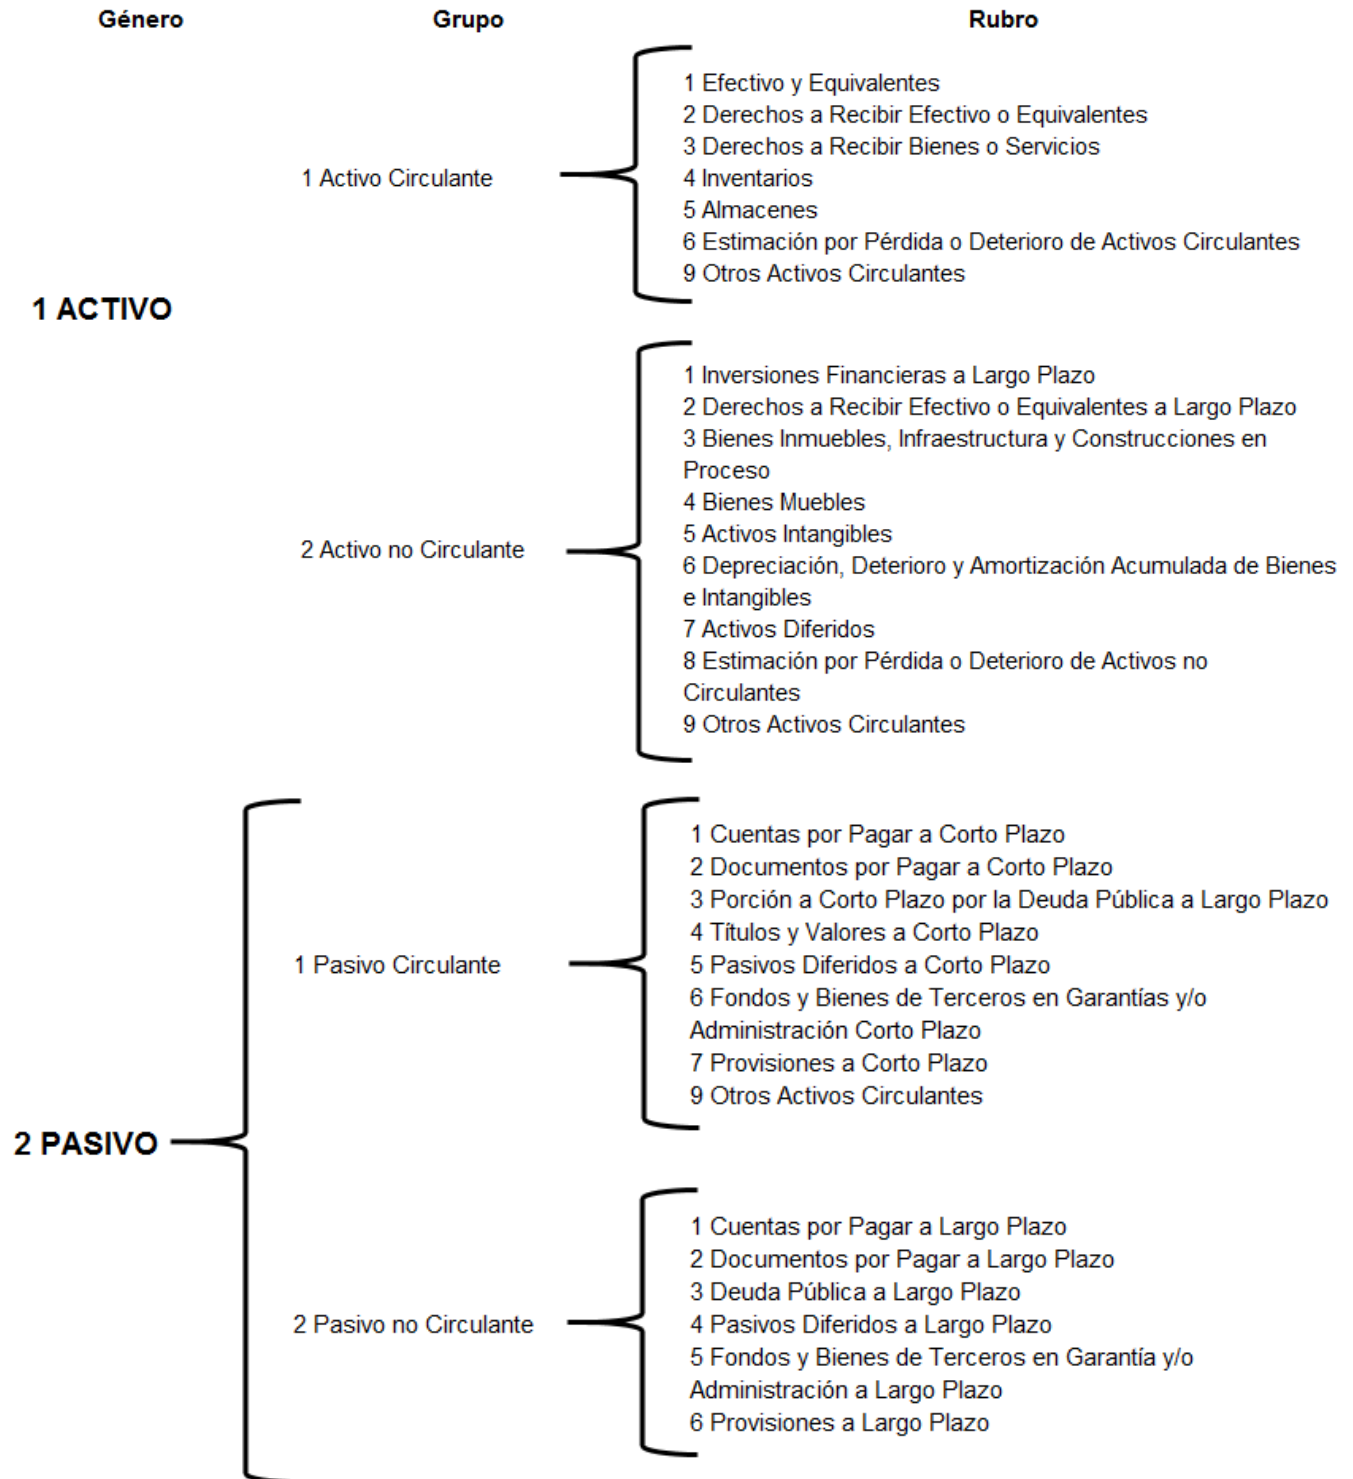 Género Grupo Rubro
1 Efectivo y Equivalentes
2 Derechos a Recibir Efectivo o Equivalentes
3 Derechos a Recibir Bienes o Servicios
1 Activo Circulante
4 Inventarios
5 Almacenes
6 Estimación por Pérdida o Deterioro de Activos Circulantes
9 Otros Activos Circulantes
1 ACTIVO
1 Inversiones Financieras a Largo Plazo
2 Derechos a Recibir Efectivo o Equivalentes a Largo Plazo
3 Bienes Inmuebles, Infraestructura y Construcciones en
Proceso
4 Bienes Muebles
5 Activos Intangibles
2 Activo no Circulante
6 Depreciación, Deterioro y Amortización Acumulada de Bienes
e Intangibles
7 Activos Diferidos
8 Estimación por Pérdida o Deterioro de Activos no
Circulantes
9 Otros Activos Circulantes
1 Cuentas por Pagar a Corto Plazo
2 Documentos por Pagar a Corto Plazo
3 Porción a Corto Plazo por la Deuda Pública a Largo Plazo
4 Títulos y Valores a Corto Plazo
1 Pasivo Circulante
5 Pasivos Diferidos a Corto Plazo
6 Fondos y Bienes de Terceros en Garantías y/o
Administración Corto Plazo
7 Provisiones a Corto Plazo
9 Otros Activos Circulantes
2 PASIVO
1 Cuentas por Pagar a Largo Plazo
2 Documentos por Pagar a Largo Plazo
3 Deuda Pública a Largo Plazo
2 Pasivo no Circulante
4 Pasivos Diferidos a Largo Plazo
5 Fondos y Bienes de Terceros en Garantía y/o
Administración a Largo Plazo
6 Provisiones a Largo Plazo